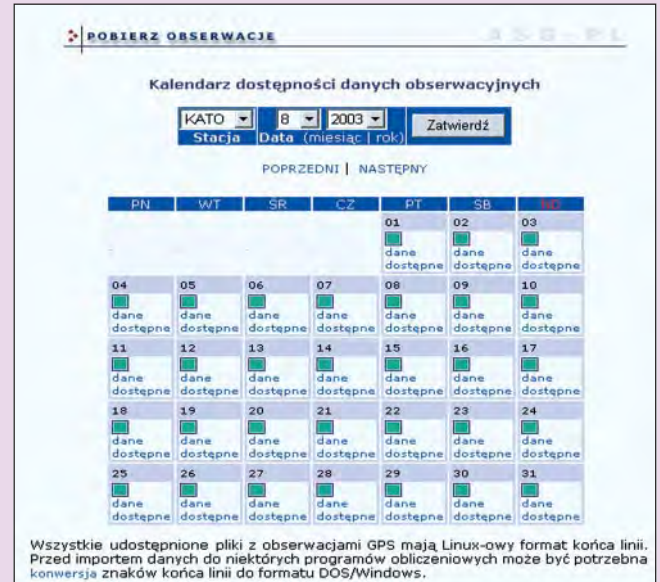 POBIERZ OBSERWACJE ASG-PL
Kalendarz dostępności danych obserwacyjnych
KATO 8 2003 Zatwierdź
Stacja Data (miesiąc | rok)
POPRZEDNI | NASTĘPNY
PN WT ŚR CZ PT SB ND
01 02 03
dane dane dane
dostępne dostępne dostępne
04 05 06 07 08 09 10
dane dane dane dane dane dane dane
dostępne dostępne dostępne dostępne dostępne dostępne dostępne
11 12 13 14 15 16 17
dane dane dane dane dane dane dane
dostępne dostępne dostępne dostępne dostępne dostępne dostępne
18 19 20 21 22 23 24
dane dane dane dane dane dane dane
dostępne dostępne dostępne dostępne dostępne dostępne dostępne
25 26 27 28 29 30 31
dane dane dane dane dane dane dane
dostępne dostępne dostępne dostępne dostępne dostępne dostępne
Wszystkie udostępnione pliki z obserwacjami GPS mają Linux-owy format końca linii.
Przed importem danych do niektórych programów obliczeniowych może być potrzebna
konwersja znaków końca linii do formatu DOS/Windows.